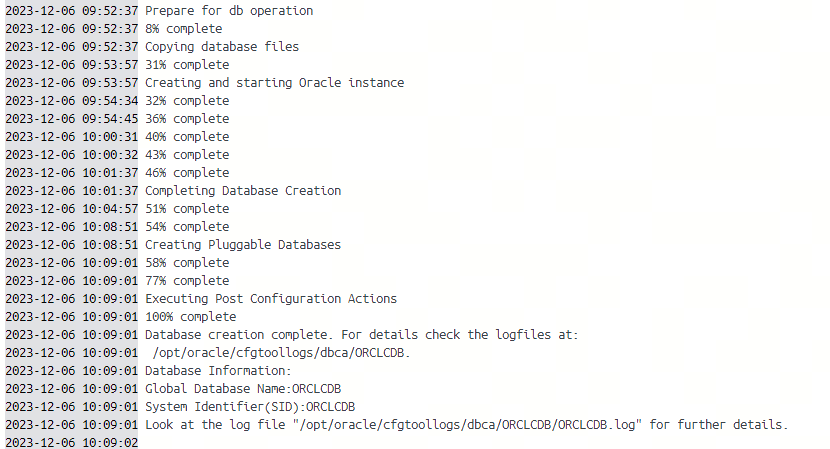 2023-12-06 09:52:37 Prepare for db operation
2023-12-06 09:52:37 8% complete
2023-12-06 09:52:37 Copying database files
2023-12-06 09:53:57 31% complete
2023-12-06 09:53:57 Creating and starting Oracle instance
2023-12-06 09:54:34 32% complete
2023-12-06 09:54:45 36% complete
2023-12-06 10:00:31 40% complete
2023-12-06 10:00:32 43% complete
2023-12-06 10:01:37 46% complete
2023-12-06 10:01:37 Completing Database Creation
2023-12-06 10:04:57 51% complete
2023-12-06 10:08:51 54% complete
2023-12-06 10:08:51 Creating Pluggable Databases
2023-12-06 10:09:01 58% complete
2023-12-06 10:09:01 77% complete
2023-12-06 10:09:01 Executing Post Configuration Actions
2023-12-06 10:09:01 100% complete
2023-12-06 10:09:01 Database creation complete. For details check the logfiles at:
2023-12-06 10:09:01  /opt/oracle/cfgtoollogs/dbca/ORCLCDB.
2023-12-06 10:09:01 Database Information:
2023-12-06 10:09:01 Global Database Name:ORCLCDB
2023-12-06 10:09:01 System Identifier(SID):ORCLCDB
2023-12-06 10:09:01 Look at the log file "/opt/oracle/cfgtoollogs/dbca/ORCLCDB/ORCLCDB.log" for further details.
2023-12-06 10:09:02